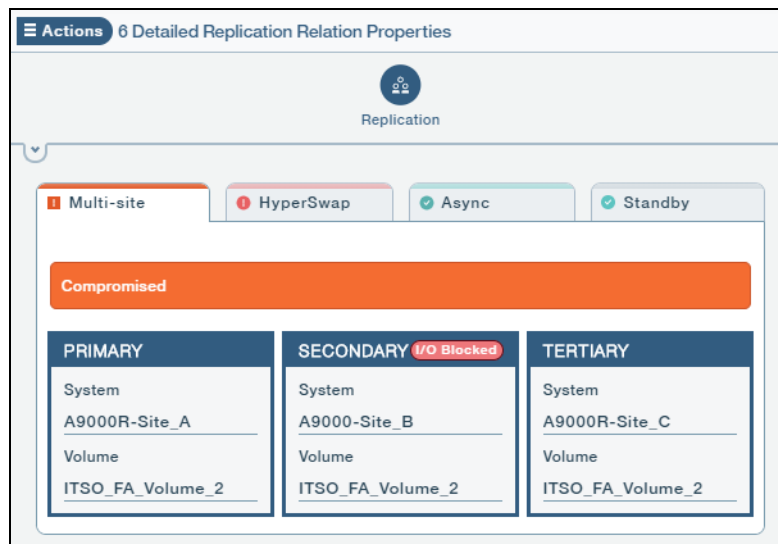 Actions 6 Detailed Replication Relation Properties
Replication
Multi-site HyperSwap Async Standby
Compromised
PRIMARY SECONDARY I/O Blocked TERTIARY
System System System
A9000R-Site_A A9000-Site_B A9000R-Site_C
Volume Volume Volume
ITSO_FA_Volume_2 ITSO_FA_Volume_2 ITSO_FA_Volume_2